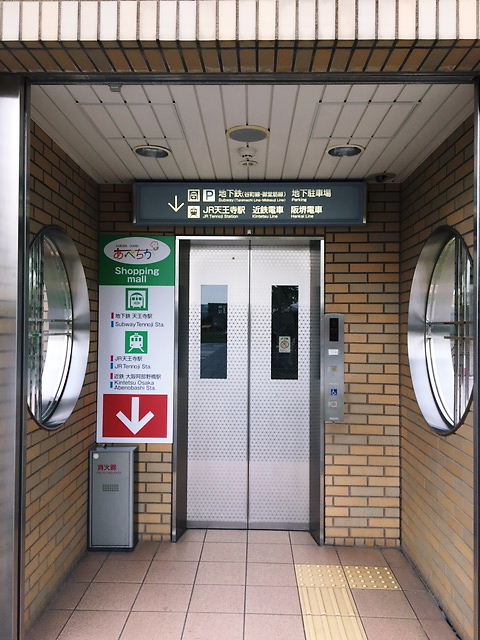 P 地下鉄(谷町線・御堂筋線) 地下駐車場
Subway(Tanimachi Line・Midosuji Line) Parking
JR天王寺駅 近鉄電車 阪堺電車
JR Tennoji Station Kintetsu Line Hankai Line
あべちか
Shopping
mall
地下鉄 天王寺駅
Subway Tennoji Sta.
JR天王寺駅
JR Tennoji Sta.
近鉄 大阪阿部野橋駅
Kintetsu Osaka
Abenobashi Sta.
消火器